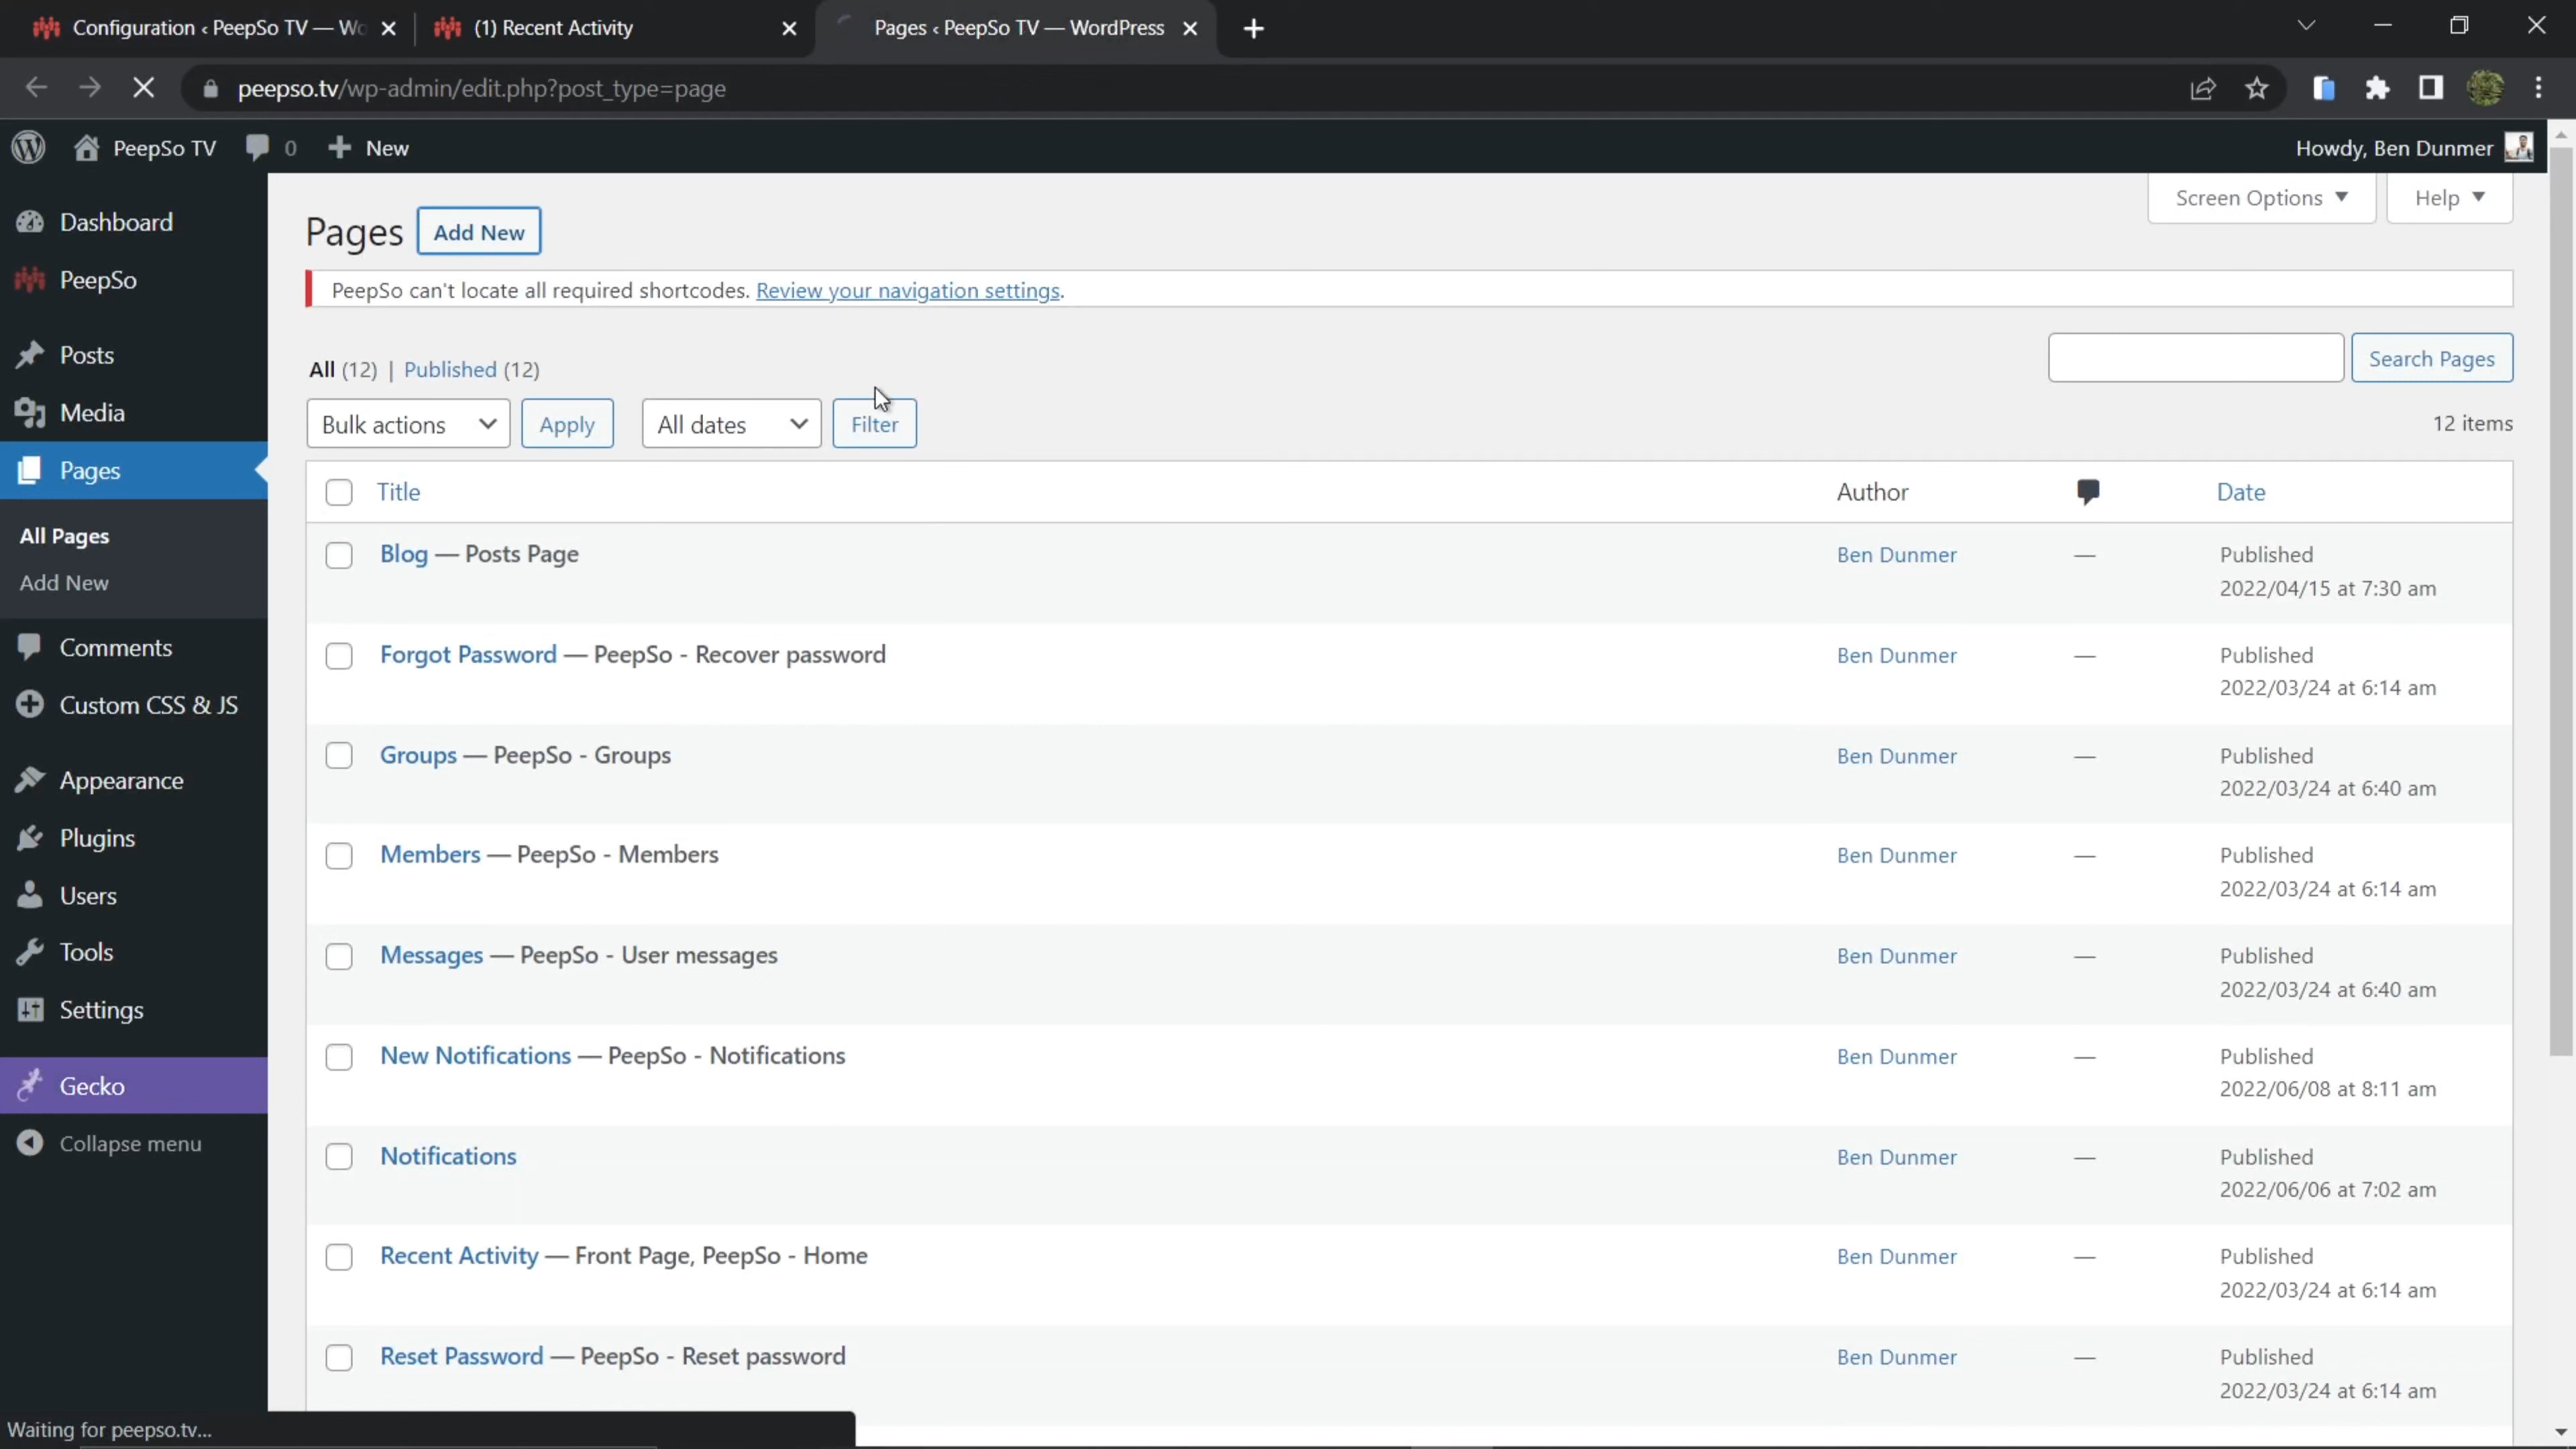 Configuration ‹ PeepSo TV — Wo
(1) Recent Activity
Pages ‹ PeepSo TV — WordPress
peepso.tv/wp-admin/edit.php?post_type=page
PeepSo TV
0
New
Howdy, Ben Dunmer
Dashboard
PeepSo
Posts
Media
Pages
All Pages
Add New
Comments
Custom CSS & JS
Appearance
Plugins
Users
Tools
Settings
Gecko
Collapse menu
Screen Options
Help
Pages
Add New
PeepSo can't locate all required shortcodes. Review your navigation settings.
All (12) | Published (12)
Search Pages
Bulk actions
Apply
All dates
Filter
12 items
Title
Author
Date
Blog — Posts Page
Ben Dunmer
—
Published
2022/04/15 at 7:30 am
Forgot Password — PeepSo - Recover password
Ben Dunmer
—
Published
2022/03/24 at 6:14 am
Groups — PeepSo - Groups
Ben Dunmer
—
Published
2022/03/24 at 6:40 am
Members — PeepSo - Members
Ben Dunmer
—
Published
2022/03/24 at 6:14 am
Messages — PeepSo - User messages
Ben Dunmer
—
Published
2022/03/24 at 6:40 am
New Notifications — PeepSo - Notifications
Ben Dunmer
—
Published
2022/06/08 at 8:11 am
Notifications
Ben Dunmer
—
Published
2022/06/06 at 7:02 am
Recent Activity — Front Page, PeepSo - Home
Ben Dunmer
—
Published
2022/03/24 at 6:14 am
Reset Password — PeepSo - Reset password
Ben Dunmer
—
Published
2022/03/24 at 6:14 am
Waiting for peepso.tv...